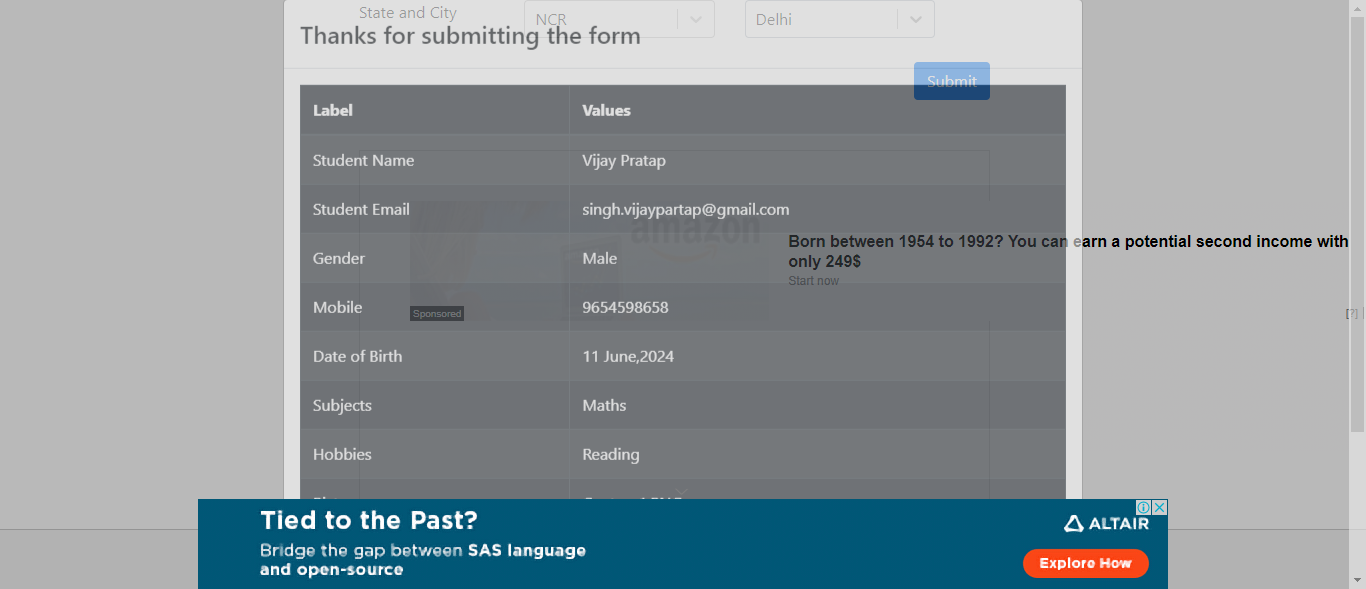 State and City
NCR
Delhi
Thanks for submitting the form
Submit
Label
Values
Student Name
Vijay Pratap
Student Email
singh.vijaypartap@gmail.com
amazon
Born between 1954 to 1992? You can earn a potential second income with
only 249$
Start now
Gender
Male
Mobile
9654598658
Sponsored
[?] |
Date of Birth
11 June,2024
Subjects
Maths
Hobbies
Reading
Tied to the Past?
Bridge the gap between SAS language
and open-source
ALTAIR
Explore How